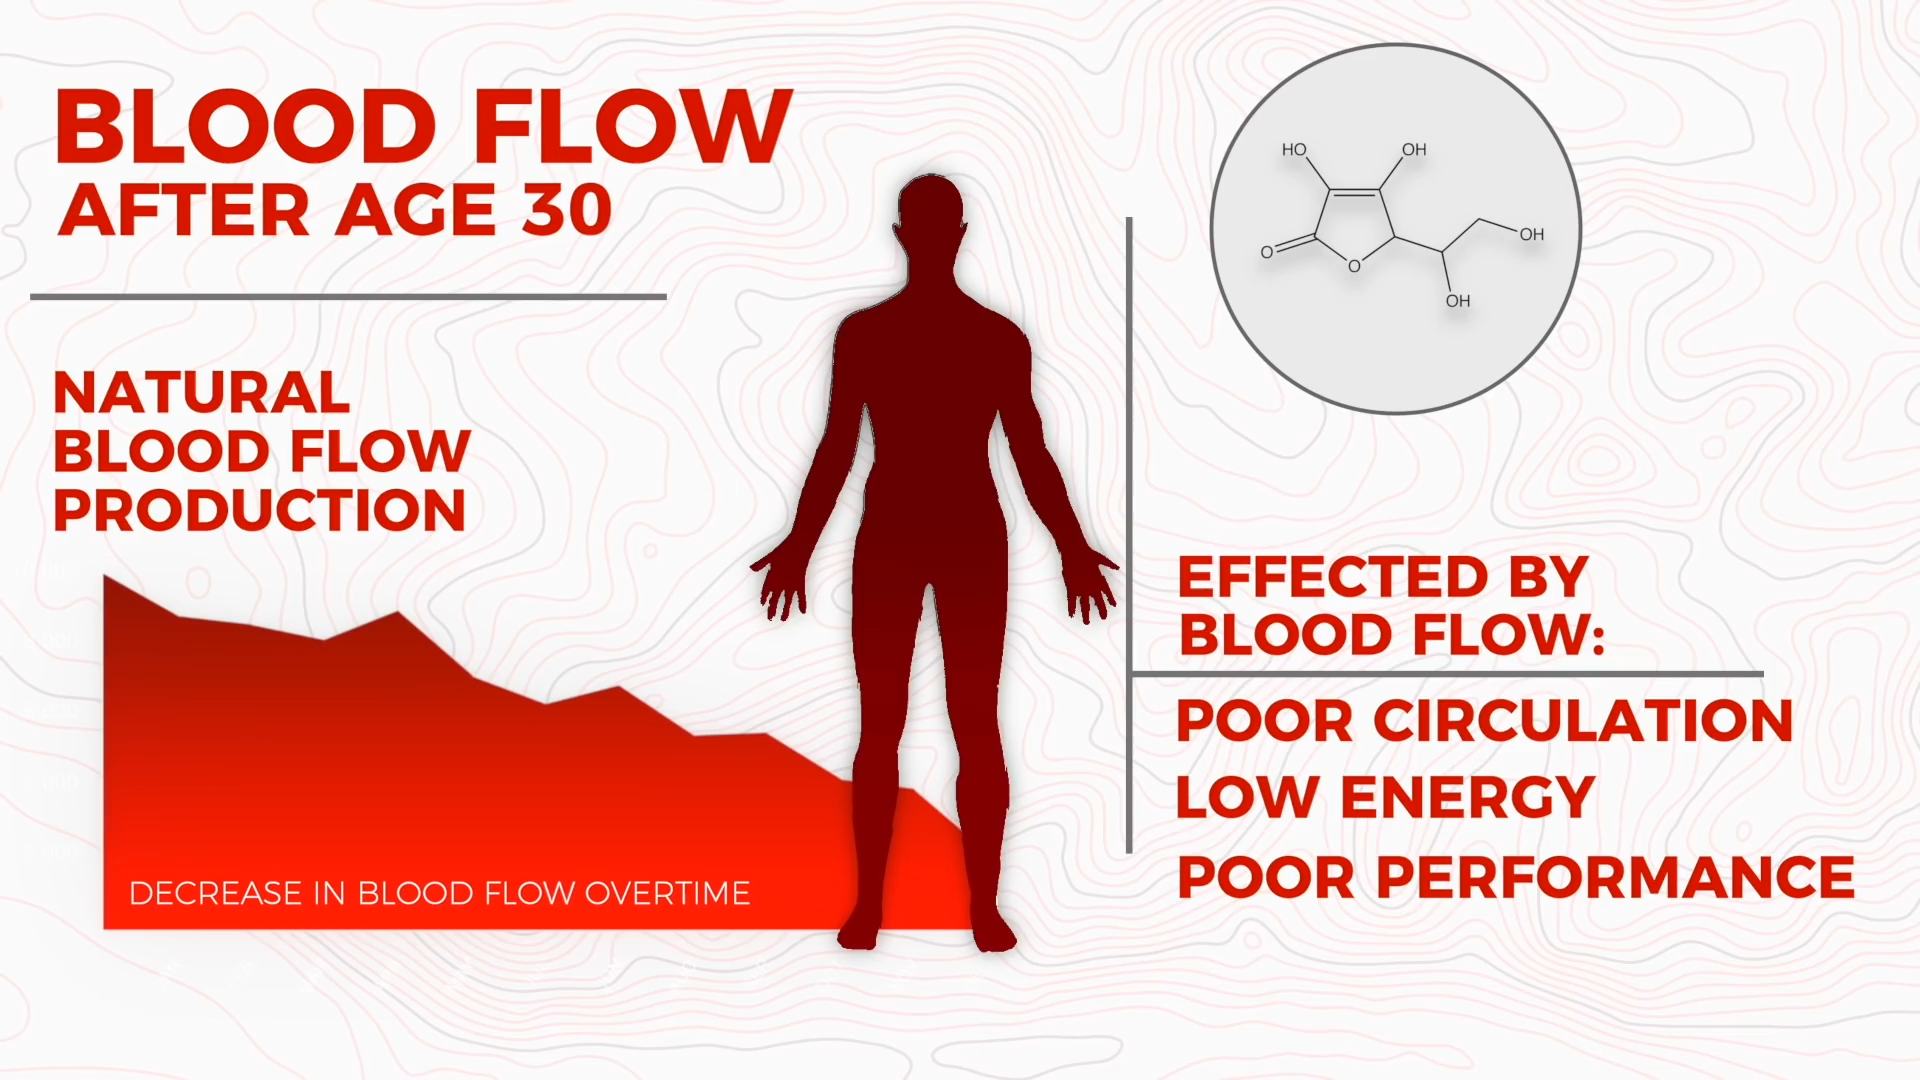 BLOOD FLOW
AFTER AGE 30
NATURAL
BLOOD FLOW
PRODUCTION
DECREASE IN BLOOD FLOW OVERTIME
HO
OH
O
O
OH
OH
EFFECTED BY
BLOOD FLOW:
POOR CIRCULATION
LOW ENERGY
POOR PERFORMANCE